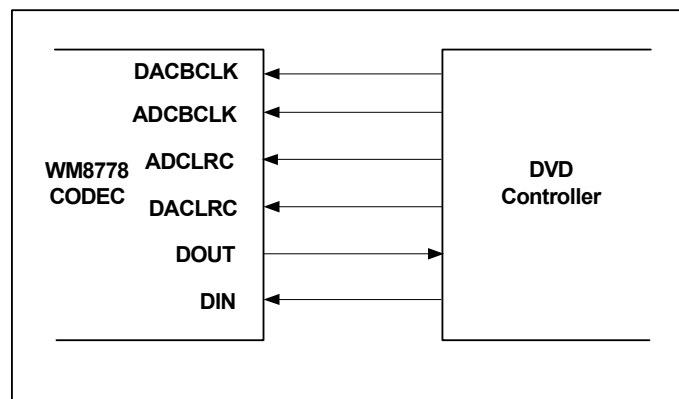 DACBCLK
ADCBCLK
ADCLRC
WM8778
CODEC
DACLRC
DOUT
DIN
DVD
Controller